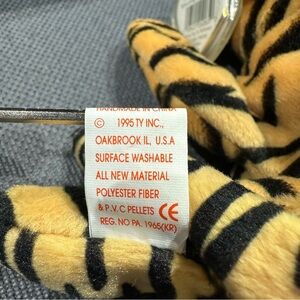 HANDMADE IN CHINA
© 1995 TY INC.,
OAKBROOK IL, U.S.A
SURFACE WASHABLE
ALL NEW MATERIAL
POLYESTER FIBER
& P.V.C PELLETS CE
REG. NO PA. 1965(KR)